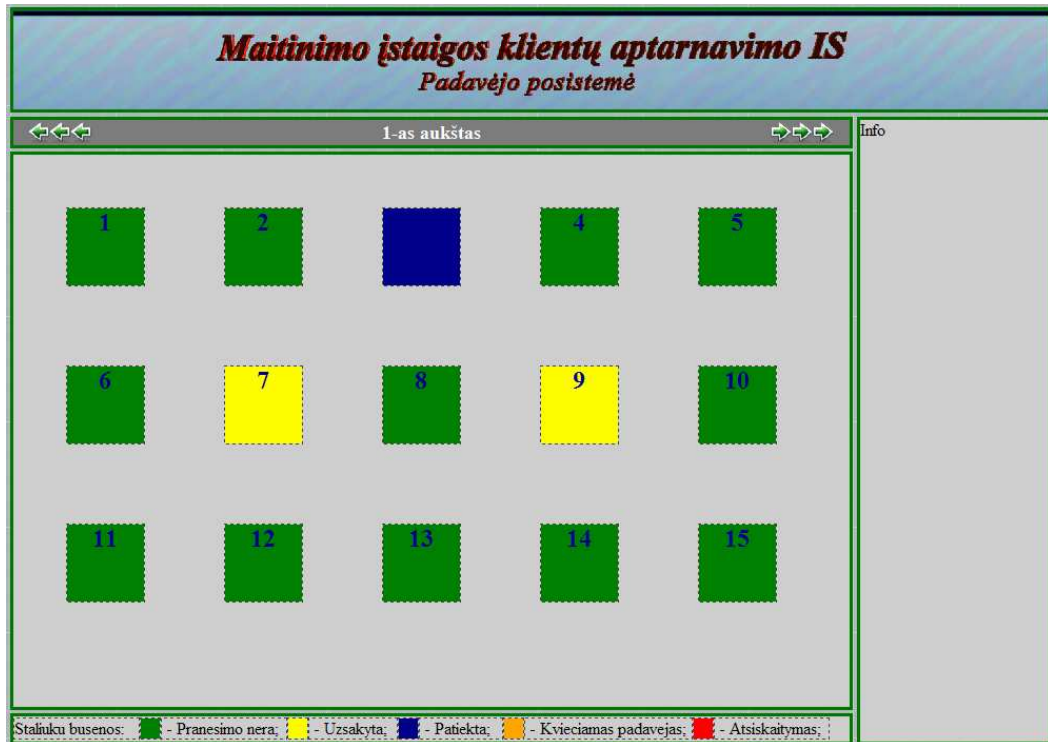 Maitinimo įstaigos klientų aptarnavimo IS
Padavėjo posistemė
1-as aukštas
Info
1 2 4 5
6 7 8 9 10
11 12 13 14 15
Staliuku busenos: - Pranesimo nera; - Uzsakyta; - Patiekta; - Kvieciamas padavejas; - Atsiskaitymas;